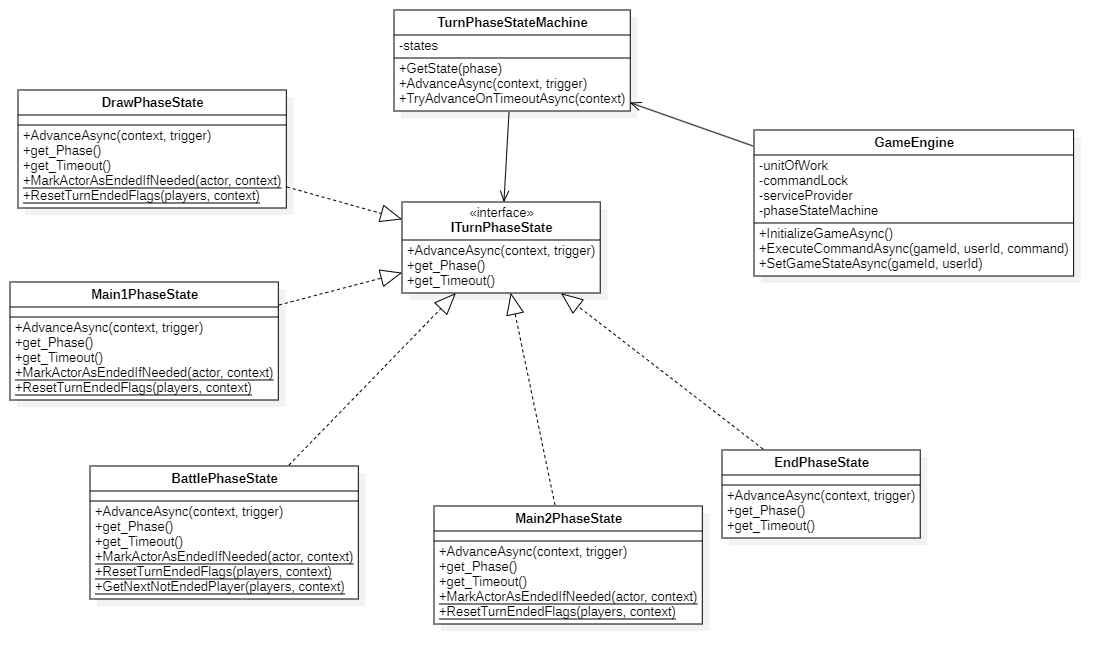 TurnPhaseStateMachine
-states
+GetState(phase)
+AdvanceAsync(context, trigger)
+TryAdvanceOnTimeoutAsync(context)
DrawPhaseState
+AdvanceAsync(context, trigger)
+get_Phase()
+get_Timeout()
+MarkActorAsEndedIfNeeded(actor, context)
+ResetTurnEndedFlags(players, context)
GameEngine
-unitOfWork
-commandLock
-serviceProvider
-phaseStateMachine
+InitializeGameAsync()
+ExecuteCommandAsync(gameId, userId, command)
+SetGameStateAsync(gameId, userId)
«interface»
ITurnPhaseState
+AdvanceAsync(context, trigger)
+get_Phase()
+get_Timeout()
Main1PhaseState
+AdvanceAsync(context, trigger)
+get_Phase()
+get_Timeout()
+MarkActorAsEndedIfNeeded(actor, context)
+ResetTurnEndedFlags(players, context)
BattlePhaseState
+AdvanceAsync(context, trigger)
+get_Phase()
+get_Timeout()
+MarkActorAsEndedIfNeeded(actor, context)
+ResetTurnEndedFlags(players, context)
+GetNextNotEndedPlayer(players, context)
Main2PhaseState
+AdvanceAsync(context, trigger)
+get_Phase()
+get_Timeout()
+MarkActorAsEndedIfNeeded(actor, context)
+ResetTurnEndedFlags(players, context)
EndPhaseState
+AdvanceAsync(context, trigger)
+get_Phase()
+get_Timeout()